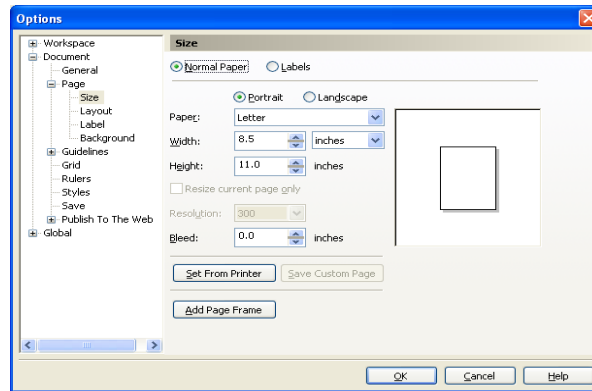 Options
Workspace
Document
General
Page
Size
Layout
Label
Background
Guidelines
Grid
Rulers
Styles
Save
Publish To The Web
Global
Size
Normal Paper Labels
Portrait Landscape
Paper: Letter
Width: 8.5 inches
Height: 11.0 inches
Resize current page only
Resolution: 300
Bleed: 0.0 inches
Set From Printer Save Custom Page
Add Page Frame
OK Cancel Help